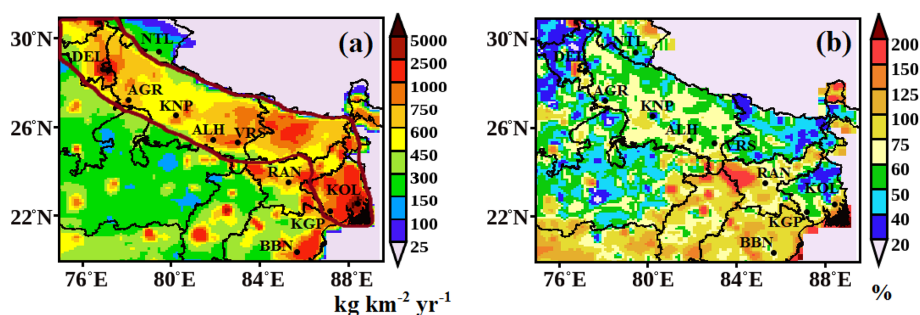 30°N
26°N
22°N
76°E 80°E 84°E 88°E
(a)
DEL
NTL
AGR
KNP
ALH VRS
RAN
KOL
KGP
BBN
5000
2500
1000
750
600
450
300
150
100
25
kg km-2 yr-1
30°N
26°N
22°N
76°E 80°E 84°E 88°E
(b)
DEL
NTL
AGR
KNP
ALH
VRS
RAN
KOL
KGP
BBN
200
150
125
100
75
60
50
40
20
%